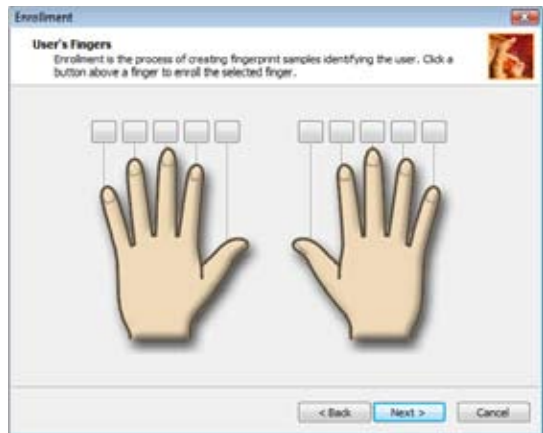 Enrollment
User's Fingers
Enrollment is the process of creating fingerprint samples identifying the user. Click a
button above a finger to enroll the selected finger.
< Back Next > Cancel